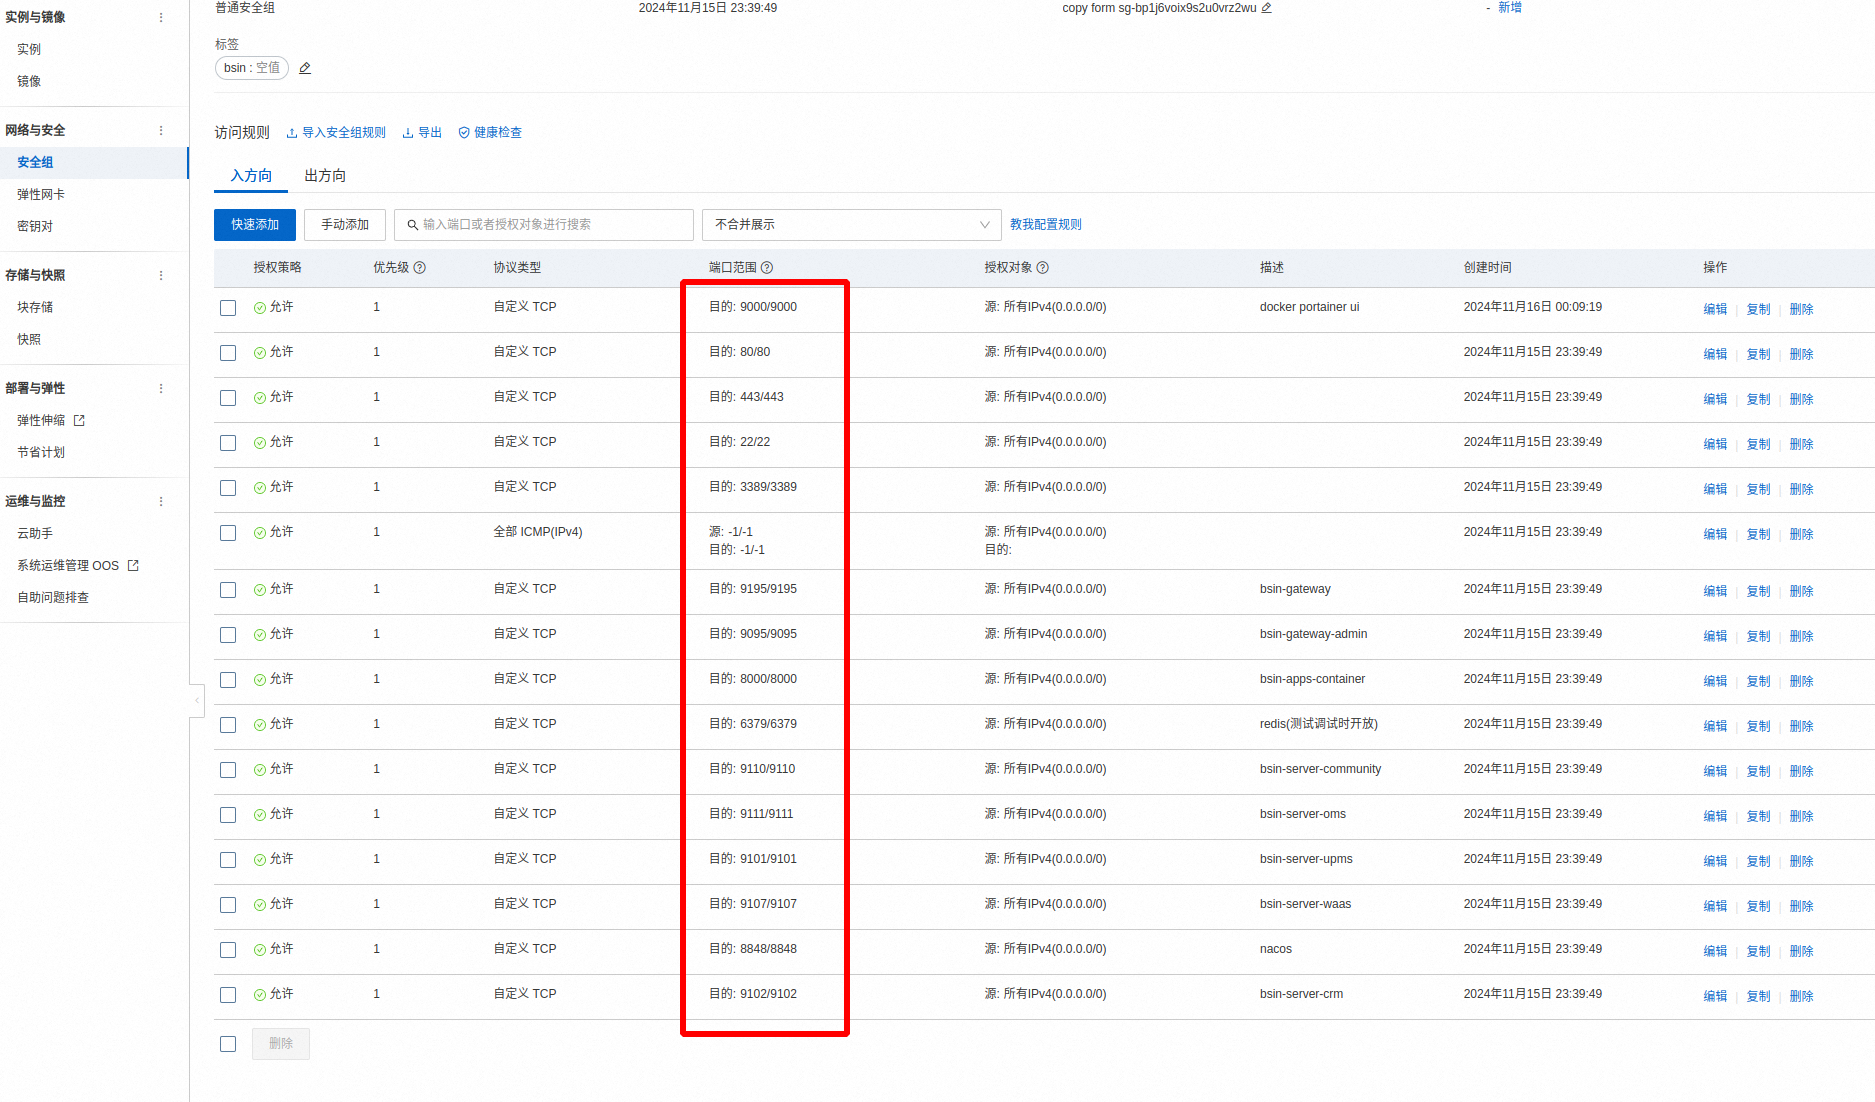 实例与镜像
实例
镜像
网络与安全
安全组
弹性网卡
密钥对
存储与快照
块存储
快照
部署与弹性
弹性伸缩
节省计划
运维与监控
云助手
系统运维管理 OOS
自助问题排查
普通安全组 2024年11月15日 23:39:49 copy form sg-bp1j6voix9s2u0vrz2wu - 新增
标签
bsin : 空值
访问规则 导入安全组规则 导出 健康检查
入方向 出方向
快速添加 手动添加 输入端口或者授权对象进行搜索 不合并展示 教我配置规则
授权策略 优先级 协议类型 端口范围 授权对象 描述 创建时间 操作
允许 1 自定义 TCP 目的: 9000/9000 源: 所有IPv4(0.0.0.0/0) docker portainer ui 2024年11月16日 00:09:19 编辑 | 复制 | 删除
允许 1 自定义 TCP 目的: 80/80 源: 所有IPv4(0.0.0.0/0) 2024年11月15日 23:39:49 编辑 | 复制 | 删除
允许 1 自定义 TCP 目的: 443/443 源: 所有IPv4(0.0.0.0/0) 2024年11月15日 23:39:49 编辑 | 复制 | 删除
允许 1 自定义 TCP 目的: 22/22 源: 所有IPv4(0.0.0.0/0) 2024年11月15日 23:39:49 编辑 | 复制 | 删除
允许 1 自定义 TCP 目的: 3389/3389 源: 所有IPv4(0.0.0.0/0) 2024年11月15日 23:39:49 编辑 | 复制 | 删除
允许 1 全部 ICMP(IPv4) 源: -1/-1 源: 所有IPv4(0.0.0.0/0) 2024年11月15日 23:39:49 编辑 | 复制 | 删除
目的: -1/-1 目的:
允许 1 自定义 TCP 目的: 9195/9195 源: 所有IPv4(0.0.0.0/0) bsin-gateway 2024年11月15日 23:39:49 编辑 | 复制 | 删除
允许 1 自定义 TCP 目的: 9095/9095 源: 所有IPv4(0.0.0.0/0) bsin-gateway-admin 2024年11月15日 23:39:49 编辑 | 复制 | 删除
允许 1 自定义 TCP 目的: 8000/8000 源: 所有IPv4(0.0.0.0/0) bsin-apps-container 2024年11月15日 23:39:49 编辑 | 复制 | 删除
允许 1 自定义 TCP 目的: 6379/6379 源: 所有IPv4(0.0.0.0/0) redis(测试调试时开放) 2024年11月15日 23:39:49 编辑 | 复制 | 删除
允许 1 自定义 TCP 目的: 9110/9110 源: 所有IPv4(0.0.0.0/0) bsin-server-community 2024年11月15日 23:39:49 编辑 | 复制 | 删除
允许 1 自定义 TCP 目的: 9111/9111 源: 所有IPv4(0.0.0.0/0) bsin-server-oms 2024年11月15日 23:39:49 编辑 | 复制 | 删除
允许 1 自定义 TCP 目的: 9101/9101 源: 所有IPv4(0.0.0.0/0) bsin-server-upms 2024年11月15日 23:39:49 编辑 | 复制 | 删除
允许 1 自定义 TCP 目的: 9107/9107 源: 所有IPv4(0.0.0.0/0) bsin-server-waas 2024年11月15日 23:39:49 编辑 | 复制 | 删除
允许 1 自定义 TCP 目的: 8848/8848 源: 所有IPv4(0.0.0.0/0) nacos 2024年11月15日 23:39:49 编辑 | 复制 | 删除
允许 1 自定义 TCP 目的: 9102/9102 源: 所有IPv4(0.0.0.0/0) bsin-server-crm 2024年11月15日 23:39:49 编辑 | 复制 | 删除
删除